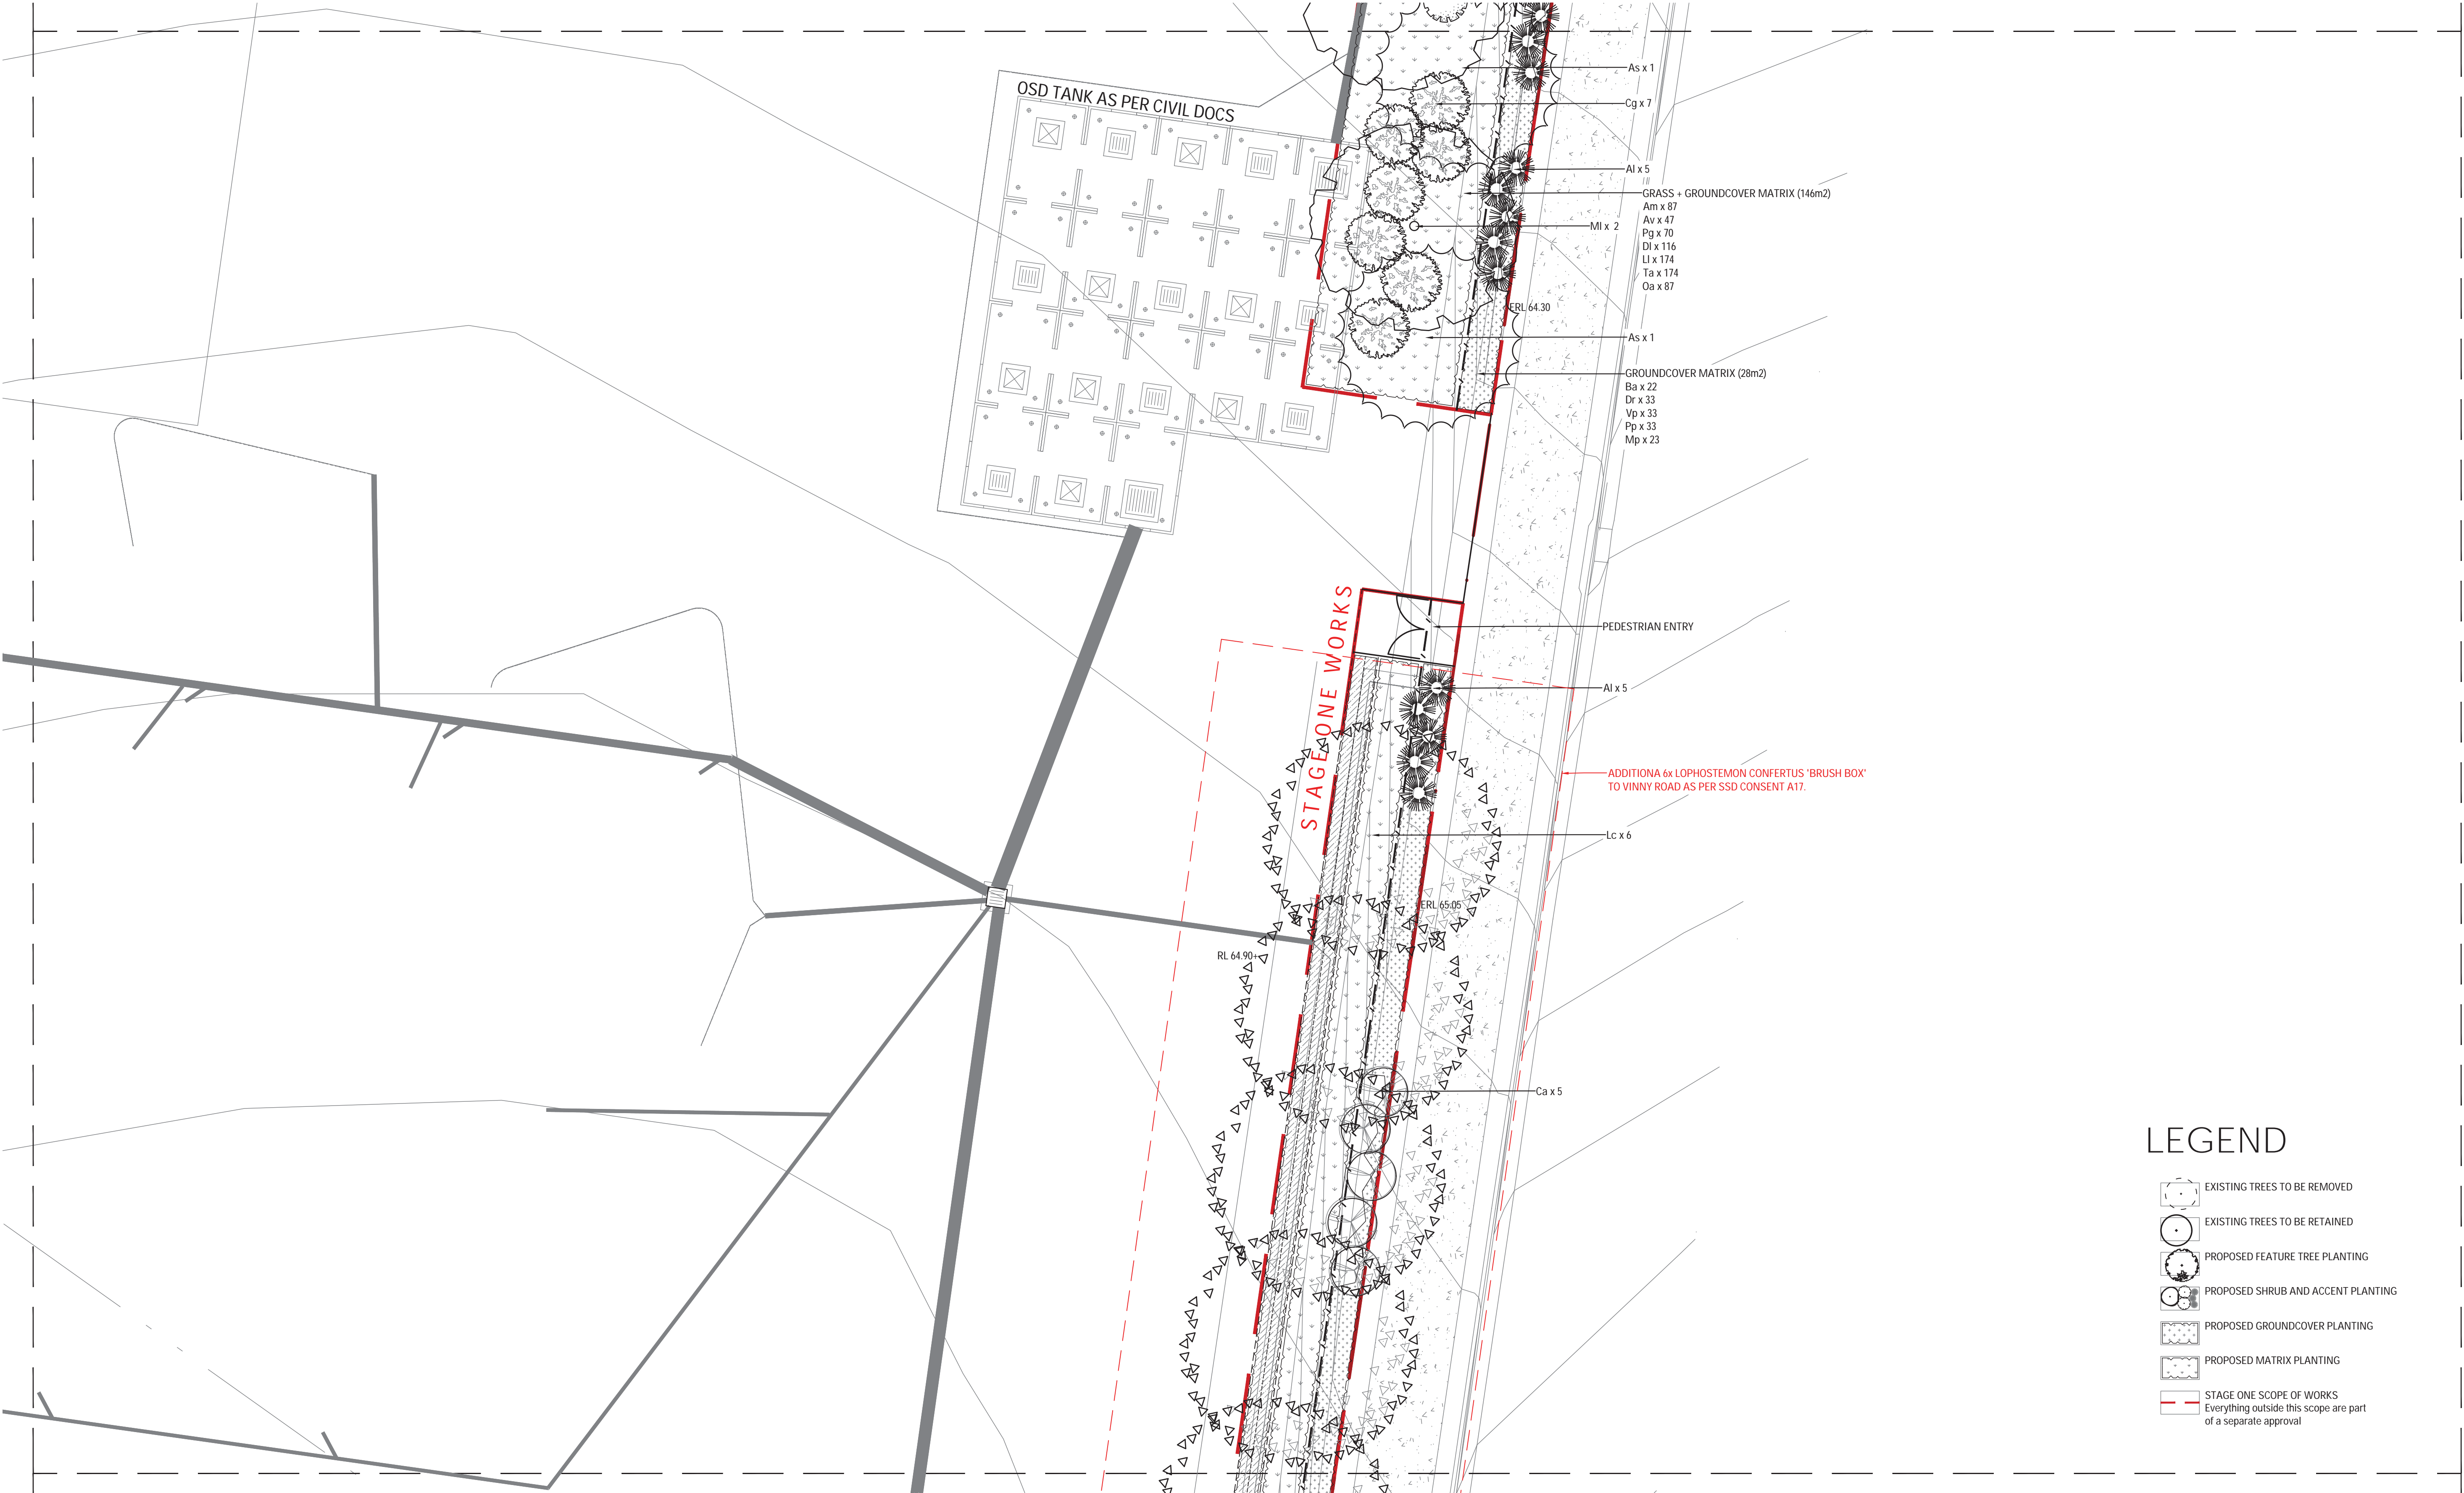 OSD TANK AS PER CIVIL DOCS
As x 1
Cg x 7
Al x 5
GRASS + GROUNDCOVER MATRIX (146m2)
Am x 87
Av x 47
Pg x 70
Dl x 116
Ll x 174
Ta x 174
Oa x 87
Ml x 2
ERL 64.30
As x 1
GROUNDCOVER MATRIX (28m2)
Ba x 22
Dr x 33
Vp x 33
Pp x 33
Mp x 23
STAGE ONE WORKS
PEDESTRIAN ENTRY
Al x 5
ADDITIONA 6x LOPHOSTEMON CONFERTUS 'BRUSH BOX'
TO VINNY ROAD AS PER SSD CONSENT A17.
Lc x 6
ERL 65.05
RL 64.90+
Ca x 5
LEGEND
EXISTING TREES TO BE REMOVED
EXISTING TREES TO BE RETAINED
PROPOSED FEATURE TREE PLANTING
PROPOSED SHRUB AND ACCENT PLANTING
PROPOSED GROUNDCOVER PLANTING
PROPOSED MATRIX PLANTING
STAGE ONE SCOPE OF WORKS
Everything outside this scope are part
of a separate approval